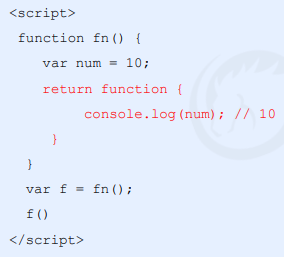 <script>
function fn() {
var num = 10;
return function {
console.log(num); // 10
}
}
var f = fn();
f()
</script>